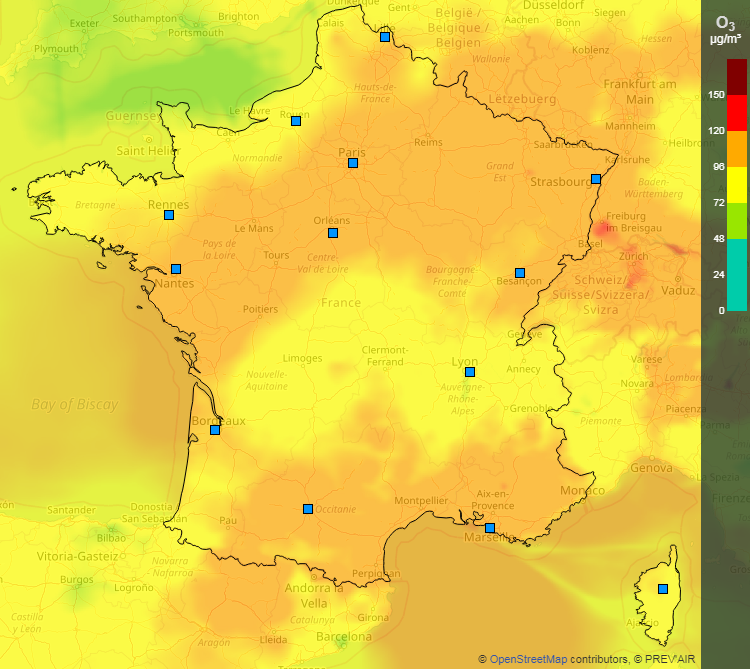 Dunkerque
Gent
Düsseldorf
Southampton
Brighton
Exeter
Portsmouth
Calais
België /
Belgique /
Belgien
Aachen
Siegen
Bonn
Plymouth
Hessen
Koblenz
Wallonie
Hauts-de-
France
Frankfurt am
Main
Lëtzebuerg
Guernsey
Le Havre
Rouen
Mannheim
Caen
Saint Helier
Normandie
Paris
Reims
Saarbrücken
Heilbronn
Karlsruhe
Grand
Est
Strasbourg
Baden-
Württemberg
Bretagne
Rennes
Freiburg
im Breisgau
Le Mans
Orléans
Pays de
la Loire
Tours
Centre-
Val de Loire
Basel
Zürich
Bourgogne
Franche-
Comté
Besançon
Nantes
Schweiz/
Suisse/Svizzera/
Svizra
Vaduz
Poitiers
France
Genève
Limoges
Clermont-
Ferrand
Lyon
Annecy
Varese
Novara
Lombardia
Nouvelle-
Aquitaine
Auvergne-
Rhône-
Alpes
Grenoble
Piacenza
Piemonte
Parma
Bay of Biscay
Bordeaux
Genova
La Spezia
Monaco
Aix-en-
Provence
Montpellier
Firenze
Occitanie
Santander
Donostia /
San Sebastián
Pau
Marseille
Bilbao
Vitoria-Gasteiz
Navarra -
Nafarroa
Perpignan
Burgos
Logroño
Andorra la
Vella
Girona
Catalunya
Castilla
y León
Aragón
Lleida
Barcelona
Ajaccio
Tarragona
O3
µg/m³
150
120
96
72
48
24
0
© OpenStreetMap contributors, © PREV'AIR